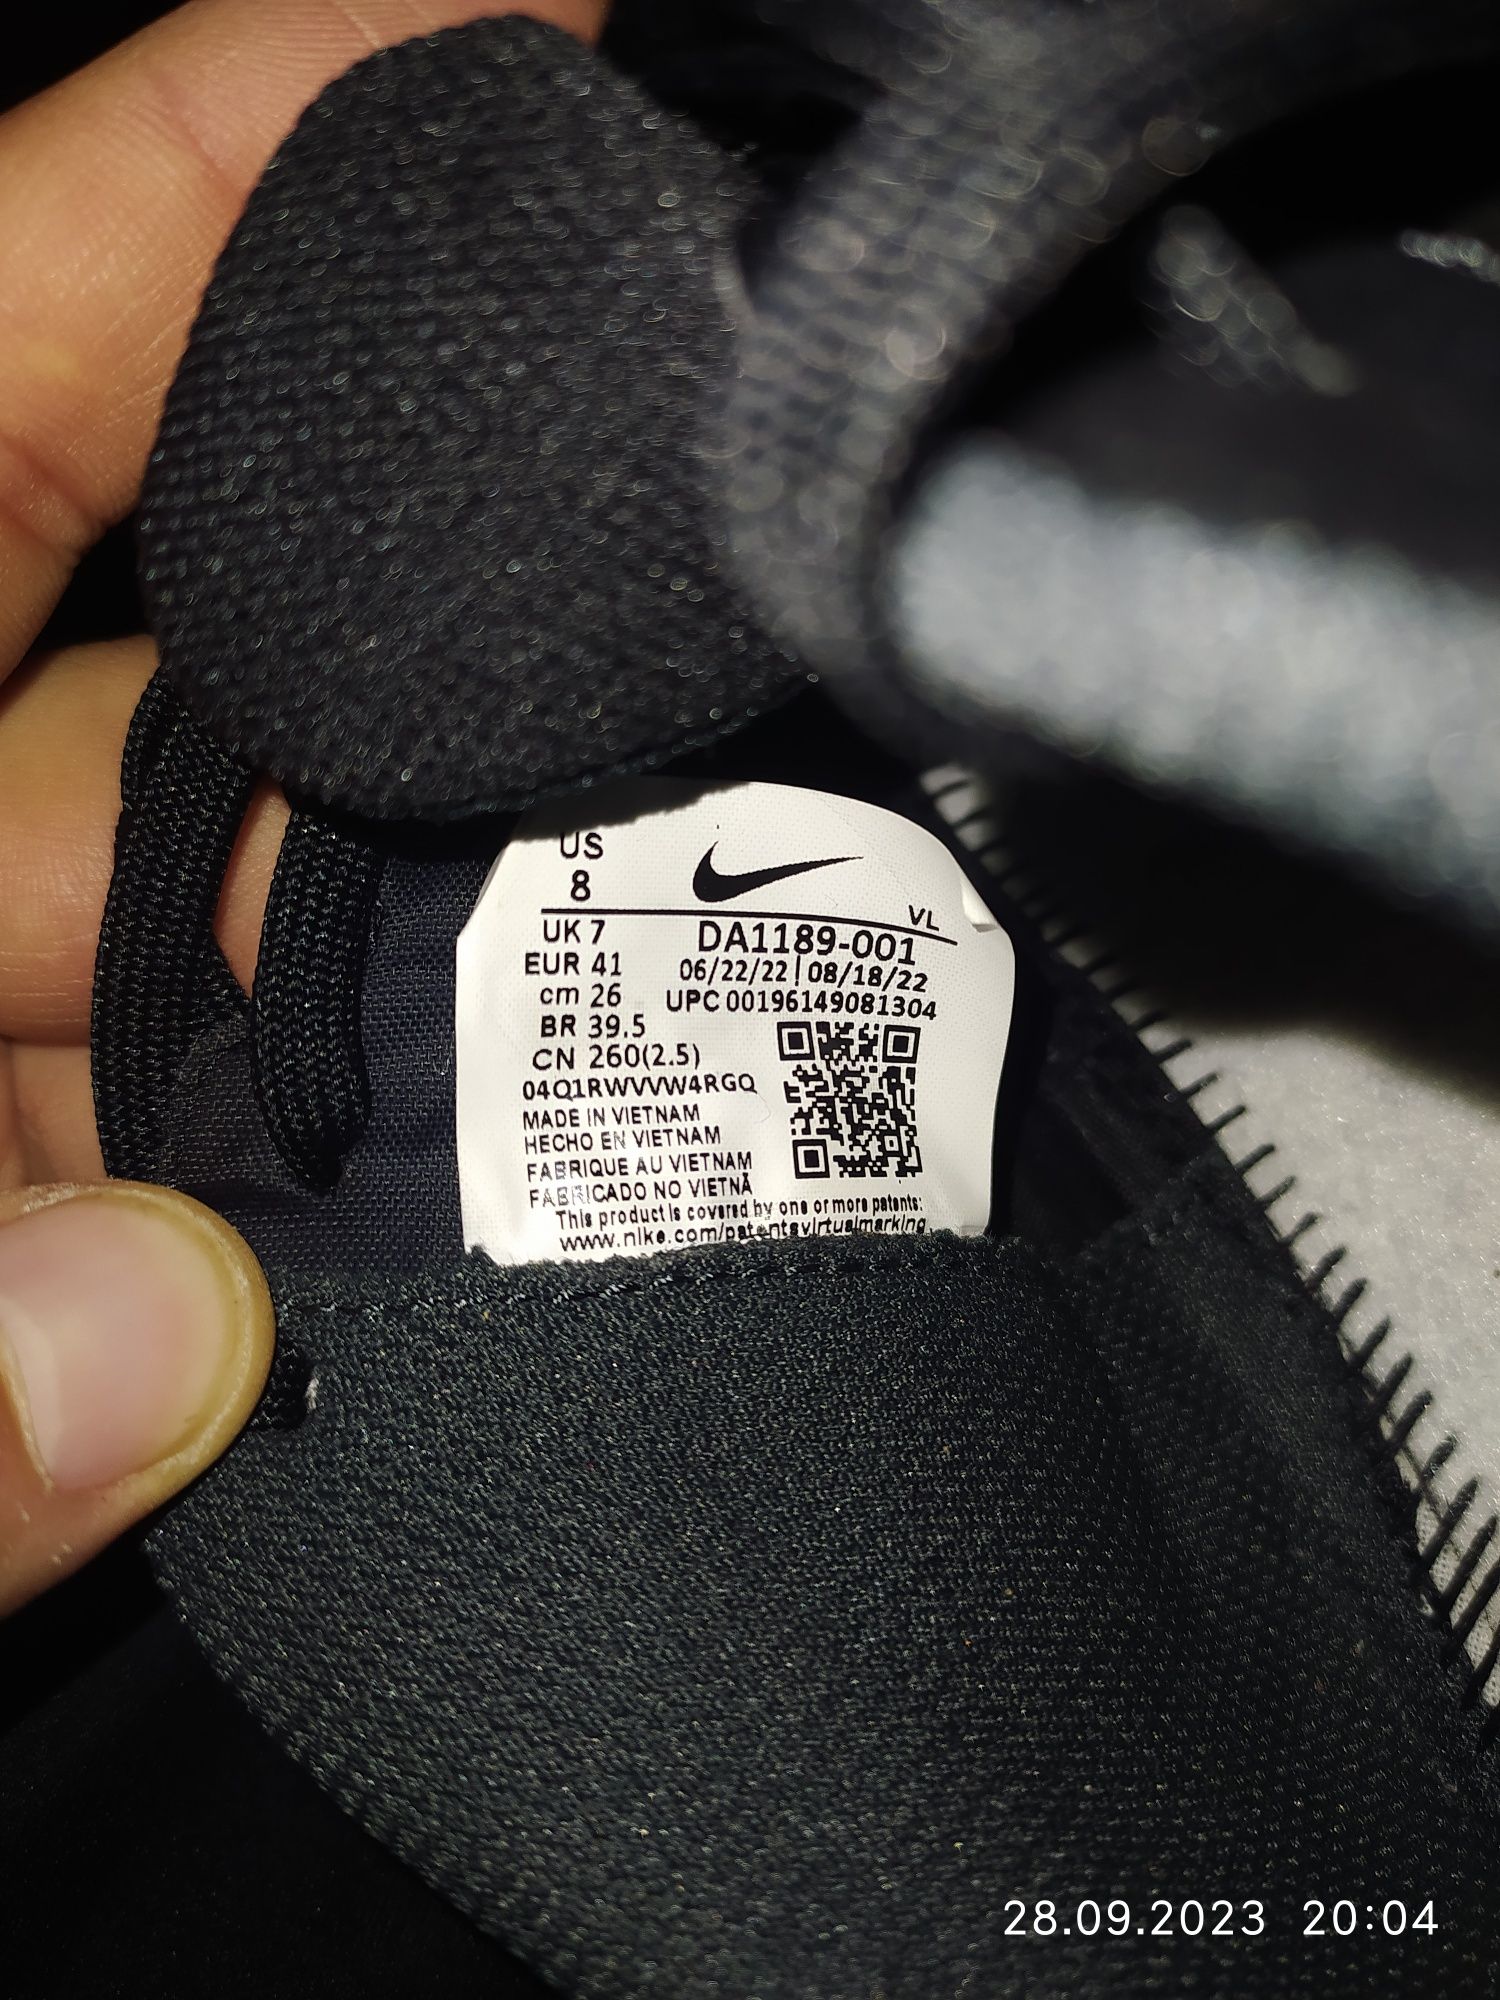 US
8
VL
UK 7
DA1189-001
EUR 41
06/22/22 | 08/18/22
cm 26
UPC 00196149081304
BR 39.5
CN 260(2.5)
04Q1RWVVW4RGQ
MADE IN VIETNAM
HECHO EN VIETNAM
FABRIQUE AU VIETNAM
FABRICADO NO VIETNÃ
This product is covered by one or more patents:
www.nike.com/patentsvirtualmarking.
28.09.2023 20:04